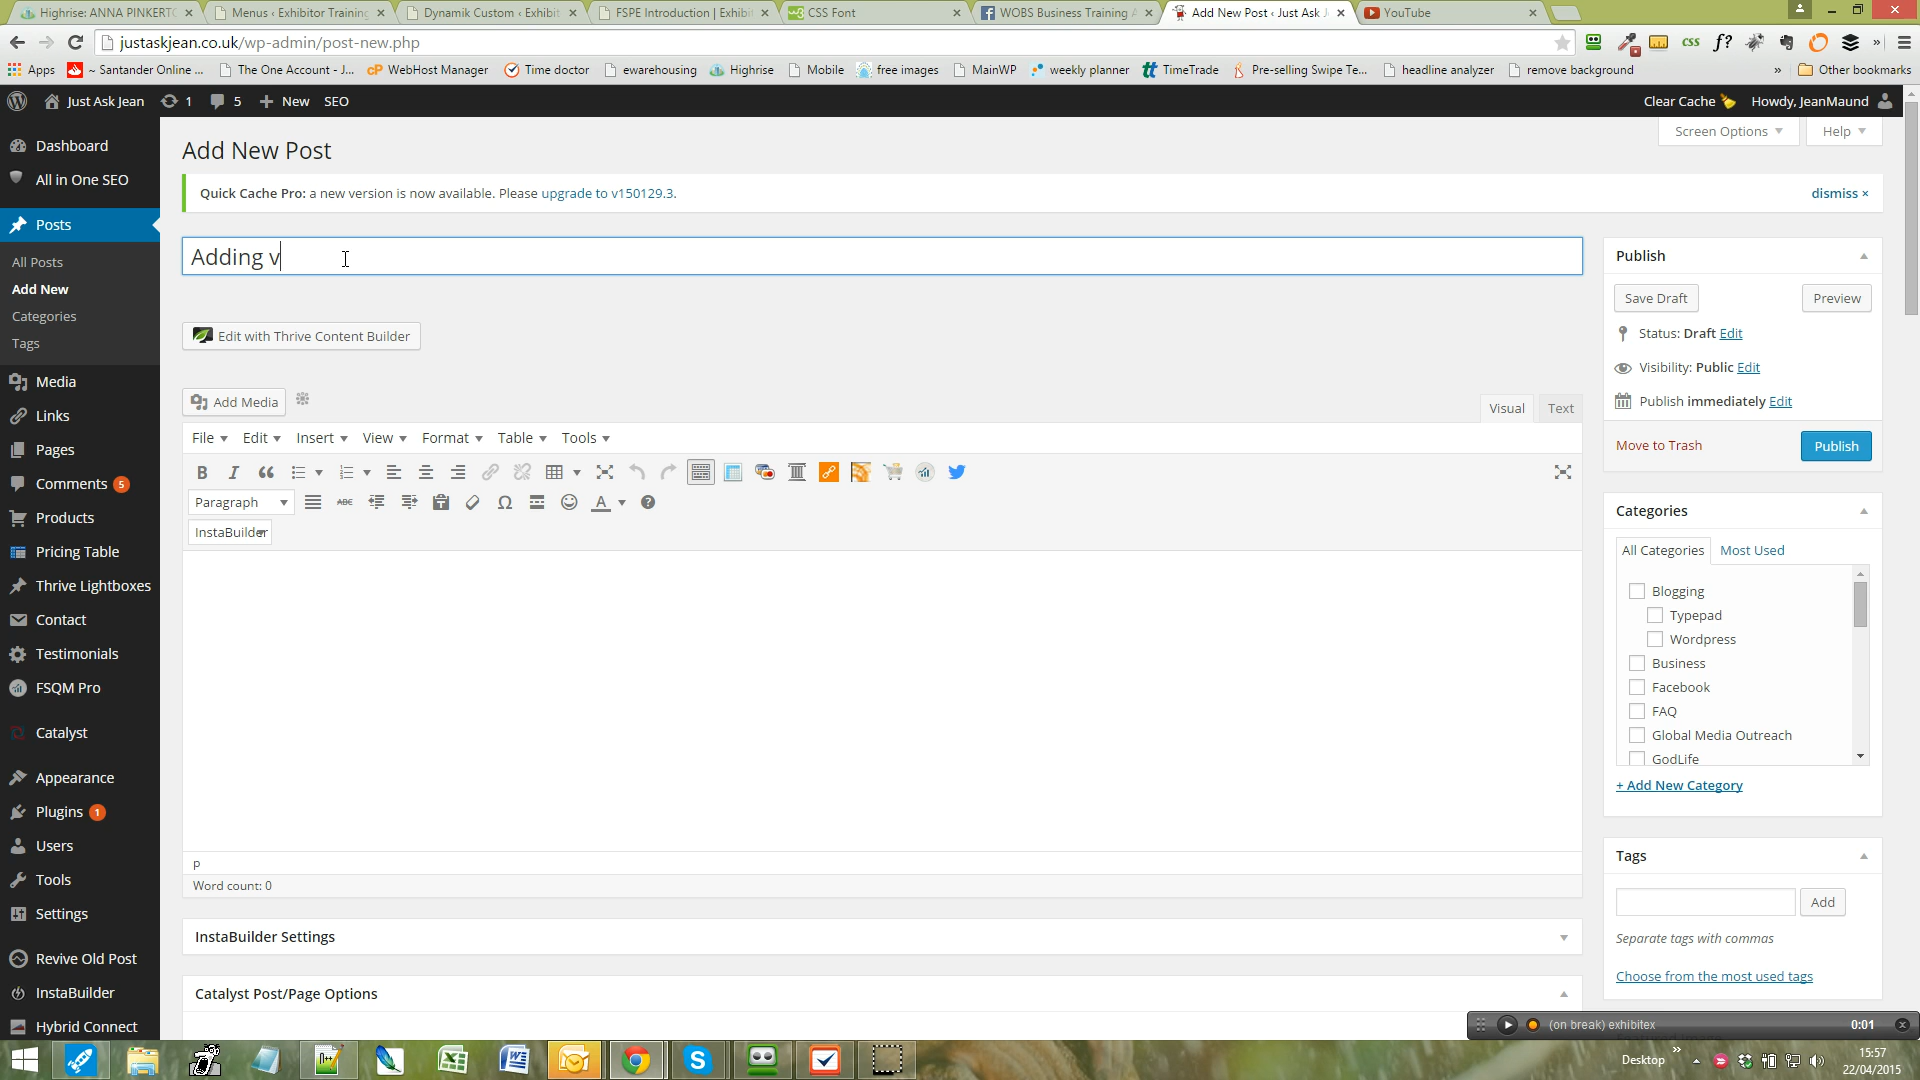 Highrise: ANNA PINKERTO
Menus ‹ Exhibitor Training
Dynamik Custom ‹ Exhibit
FSPE Introduction | Exhibit
CSS Font
WOBS Business Training A
Add New Post ‹ Just Ask J
YouTube
justaskjean.co.uk/wp-admin/post-new.php
Apps
~ Santander Online ...
The One Account - J...
WebHost Manager
Time doctor
ewarehousing
Highrise
Mobile
free images
MainWP
weekly planner
TimeTrade
Pre-selling Swipe Te...
headline analyzer
remove background
»
Other bookmarks
Just Ask Jean
1
5
New
SEO
Clear Cache
Howdy, JeanMaund
Screen Options
Help
Dashboard
All in One SEO
Posts
All Posts
Add New
Categories
Tags
Media
Links
Pages
Comments 5
Products
Pricing Table
Thrive Lightboxes
Contact
Testimonials
FSQM Pro
Catalyst
Appearance
Plugins 1
Users
Tools
Settings
Revive Old Post
InstaBuilder
Hybrid Connect
Add New Post
Quick Cache Pro: a new version is now available. Please upgrade to v150129.3.
dismiss ×
Adding v
Edit with Thrive Content Builder
Add Media
Visual
Text
File
Edit
Insert
View
Format
Table
Tools
Paragraph
ABC
InstaBuilder
p
Word count: 0
InstaBuilder Settings
Catalyst Post/Page Options
Publish
Save Draft
Preview
Status: Draft Edit
Visibility: Public Edit
Publish immediately Edit
Move to Trash
Publish
Categories
All Categories
Most Used
Blogging
Typepad
Wordpress
Business
Facebook
FAQ
Global Media Outreach
GodLife
+ Add New Category
Tags
Add
Separate tags with commas
Choose from the most used tags
(on break) exhibitex
0:01
Desktop
»
15:57
22/04/2015